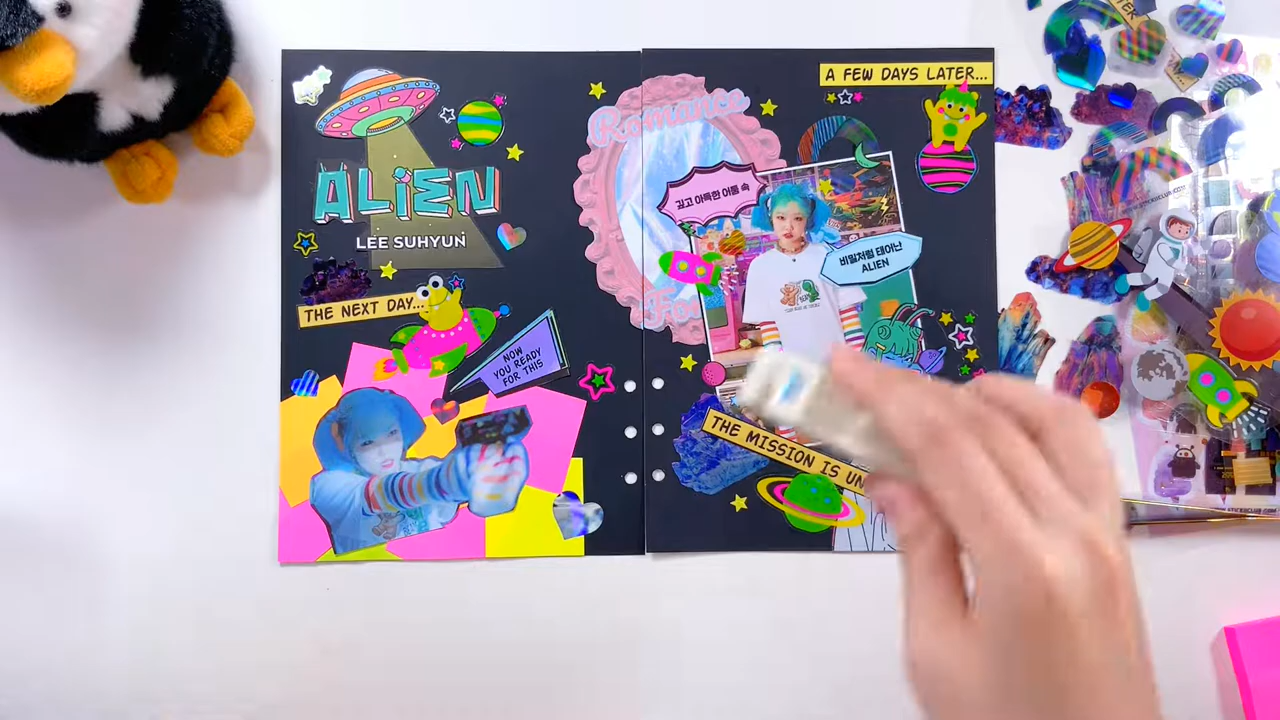 ALiEN
LEE SUHYUN
THE NEXT DAY...
NOW
YOU READY
FOR THIS
Romance
A FEW DAYS LATER...
깊고 아득한 어둠 속
비밀처럼 태어난
ALIEN
THE MISSION IS UN